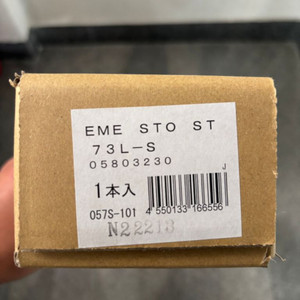 EME STO ST
73L-S
05803230
J
1本入
057S-101
4 550133 166556
N22213